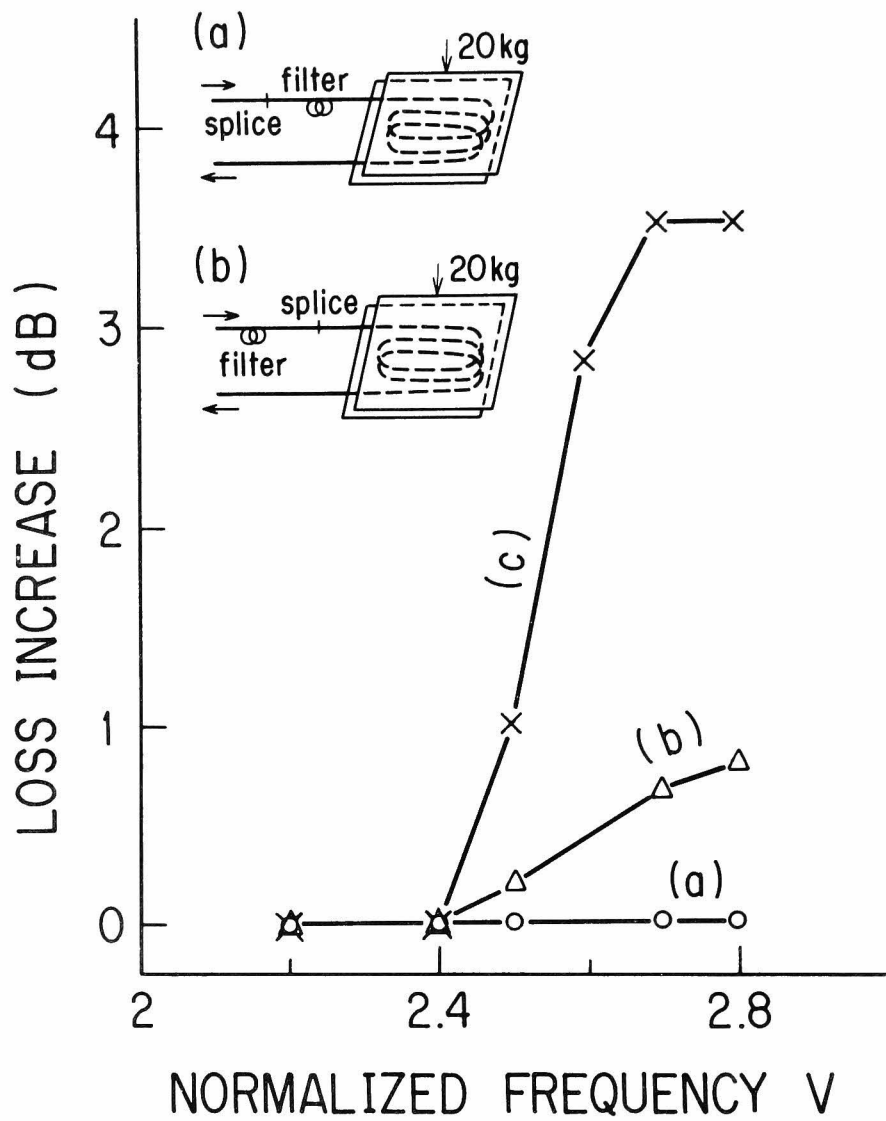 (a)
20kg
filter
splice
(b)
20kg
splice
filter
4
3
2
1
0
LOSS INCREASE (dB)
(c)
(b)
(a)
2
2.4
2.8
NORMALIZED FREQUENCY V